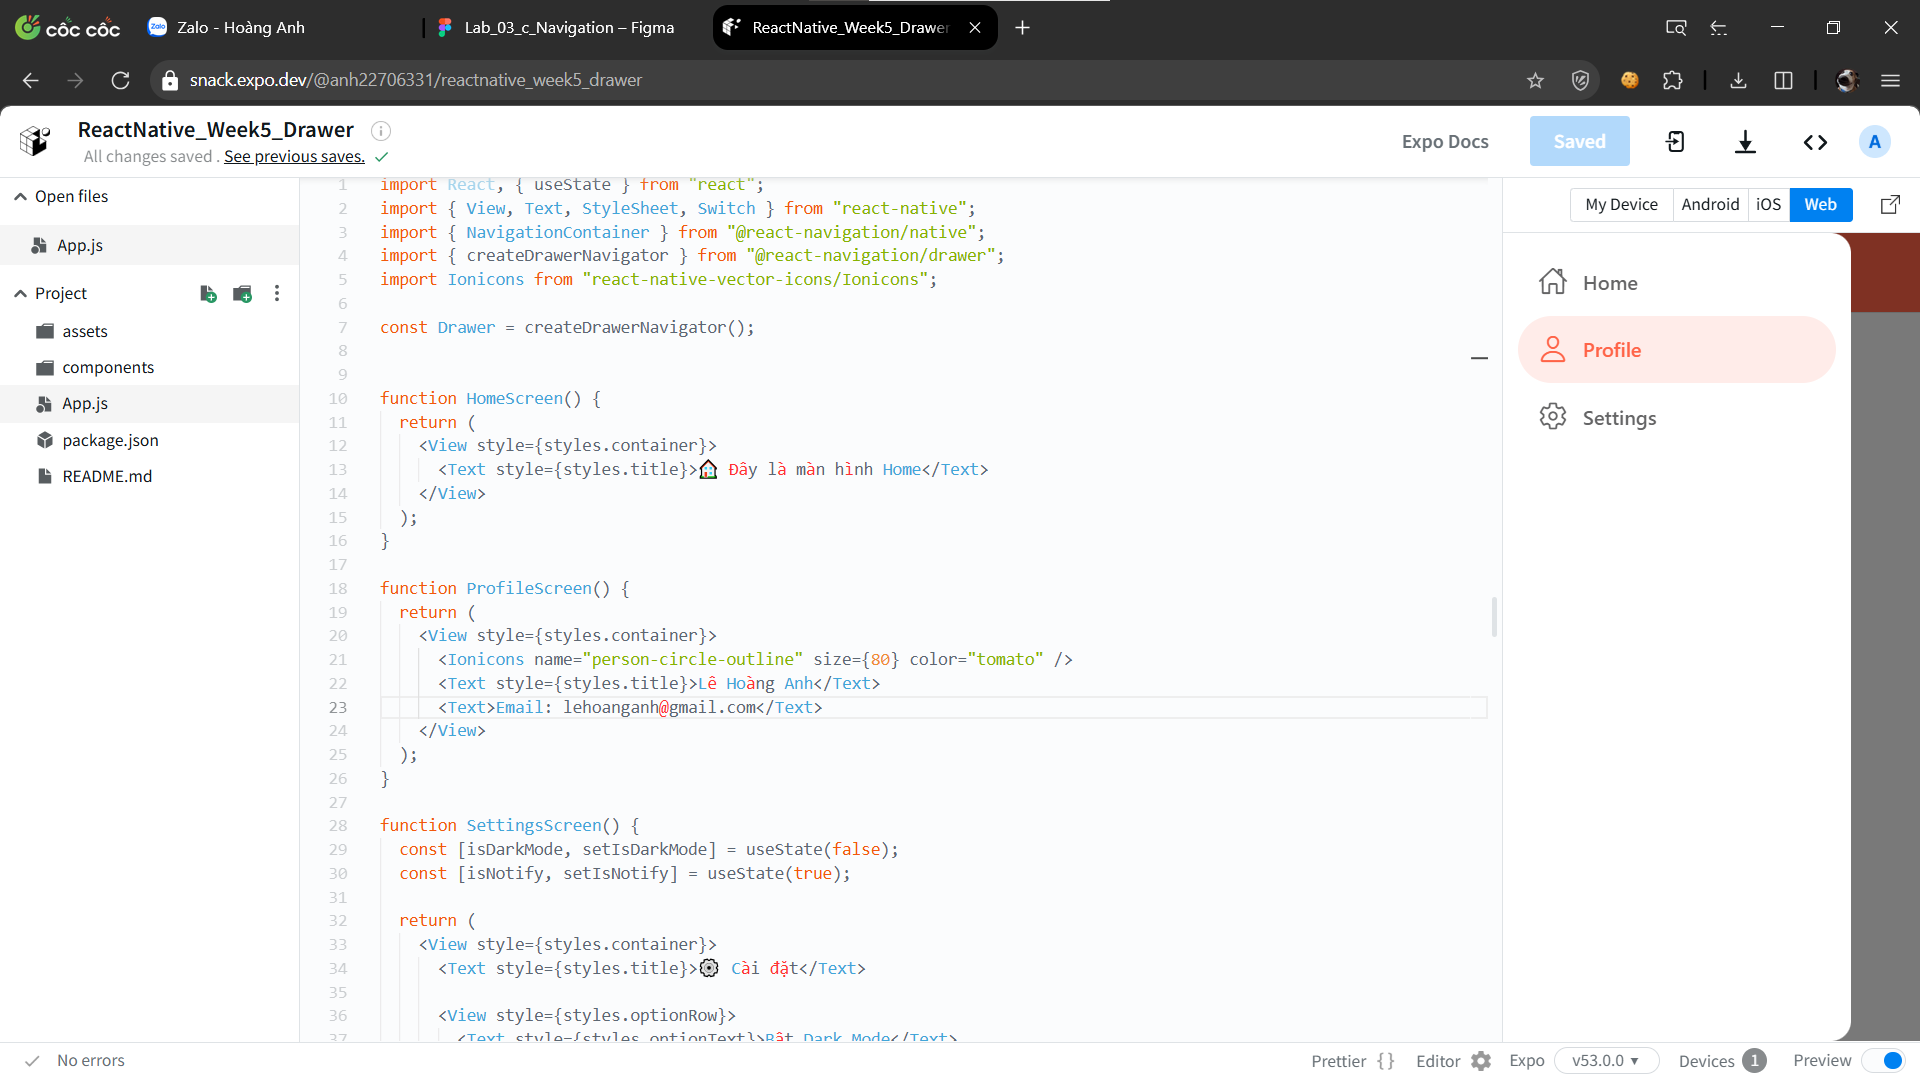 cốc cốc
Zalo - Hoàng Anh
Lab_03_c_Navigation – Figma
ReactNative_Week5_Drawer
snack.expo.dev/@anh22706331/reactnative_week5_drawer
ReactNative_Week5_Drawer
All changes saved . See previous saves.
Expo Docs
Saved
A
Open files
App.js
Project
assets
components
App.js
package.json
README.md
1 import React, { useState } from "react";
2 import { View, Text, StyleSheet, Switch } from "react-native";
3 import { NavigationContainer } from "@react-navigation/native";
4 import { createDrawerNavigator } from "@react-navigation/drawer";
5 import Ionicons from "react-native-vector-icons/Ionicons";
6
7 const Drawer = createDrawerNavigator();
8
9
10 function HomeScreen() {
11 return (
12 <View style={styles.container}>
13 <Text style={styles.title}>🏠 Đây là màn hình Home</Text>
14 </View>
15 );
16 }
17
18 function ProfileScreen() {
19 return (
20 <View style={styles.container}>
21 <Ionicons name="person-circle-outline" size={80} color="tomato" />
22 <Text style={styles.title}>Lê Hoàng Anh</Text>
23 <Text>Email: lehoanganh@gmail.com</Text>
24 </View>
25 );
26 }
27
28 function SettingsScreen() {
29 const [isDarkMode, setIsDarkMode] = useState(false);
30 const [isNotify, setIsNotify] = useState(true);
31
32 return (
33 <View style={styles.container}>
34 <Text style={styles.title}>⚙️ Cài đặt</Text>
35
36 <View style={styles.optionRow}>
37 <Text style={styles.optionText}>Bật Dark Mode</Text>
My Device
Android
iOS
Web
Home
Profile
Settings
No errors
Prettier { }
Editor
Expo
v53.0.0 ▾
Devices 1
Preview